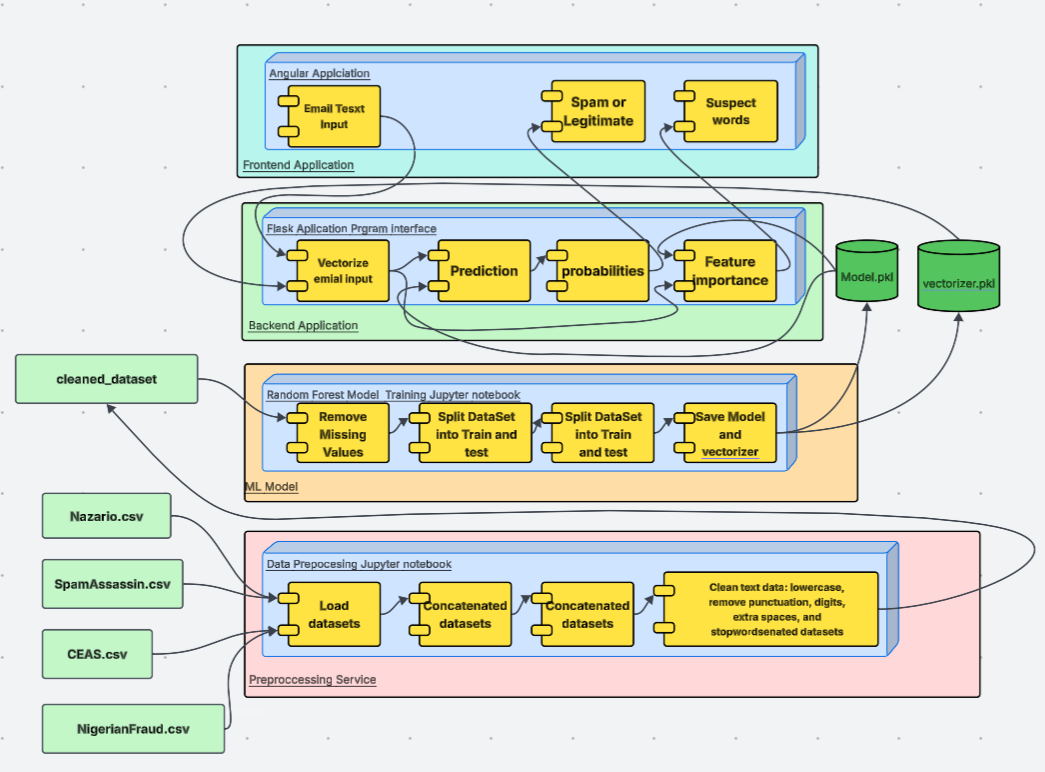 Angular Applciation
Email Tesxt
Input
Spam or
Legitimate
Suspect
words
Frontend Application
Flask Aplication Prgram interface
Vectorize
emial input
Prediction
probabilities
Feature
importance
Model.pkl
vectorizer.pkl
Backend Application
cleaned_dataset
Random Forest Model Training Jupyter notebook
Remove
Missing
Values
Split DataSet
into Train and
test
Split DataSet
into Train
and test
Save Model
and
vectorizer
ML Model
Nazario.csv
SpamAssassin.csv
CEAS.csv
NigerianFraud.csv
Data Prepocesing Jupyter notebook
Load
datasets
Concatenated
datasets
Concatenated
datasets
Clean text data: lowercase,
remove punctuation, digits,
extra spaces, and
stopwordsenated datasets
Preproccessing Service